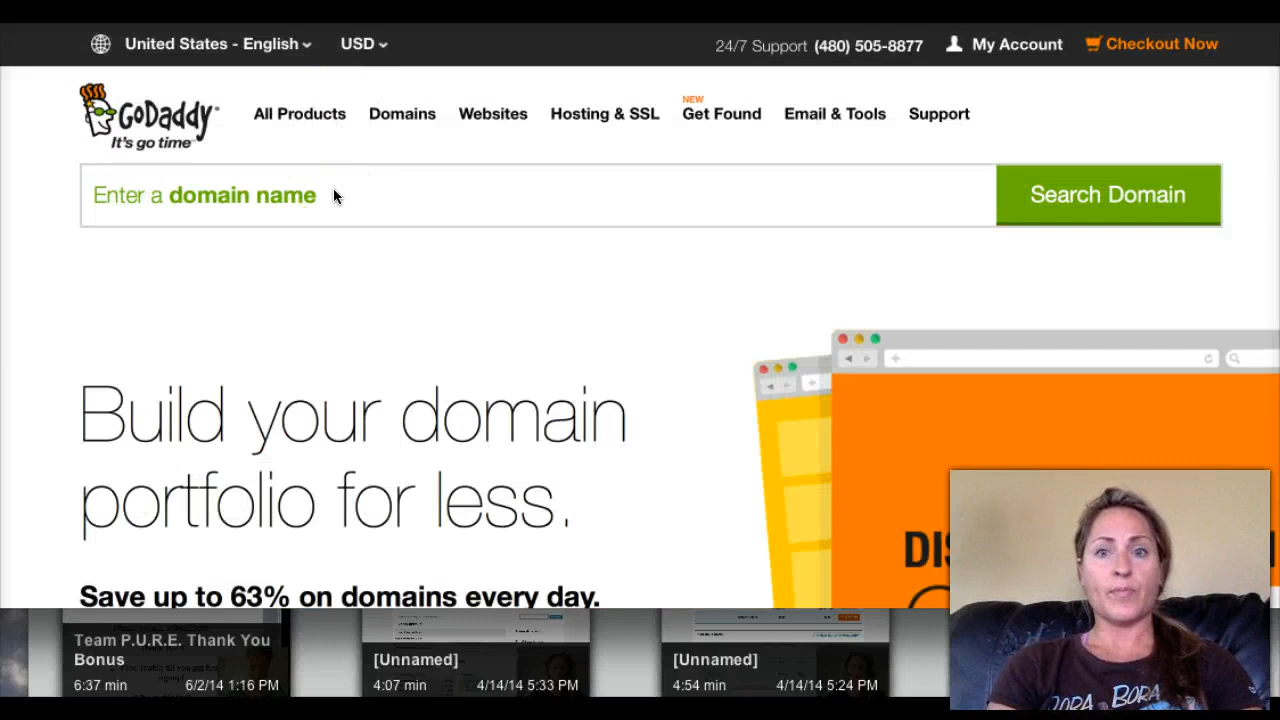 United States - English
USD
24/7 Support (480) 505-8877
My Account
Checkout Now
GoDaddy
It's go time
All Products
Domains
Websites
Hosting & SSL
NEW
Get Found
Email & Tools
Support
Enter a domain name
Search Domain
Build your domain
portfolio for less.
Save up to 63% on domains every day.
DIS
Team P.U.R.E. Thank You
Bonus
6:37 min 6/2/14 1:16 PM
[Unnamed]
4:07 min 4/14/14 5:33 PM
[Unnamed]
4:54 min 4/14/14 5:24 PM
BORA BORA